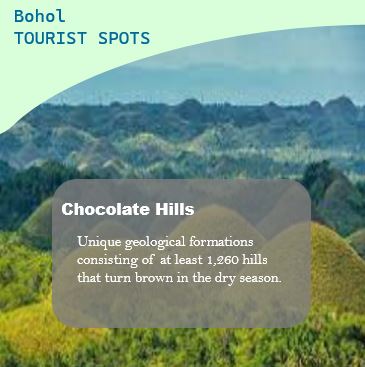 Bohol
TOURIST SPOTS
Chocolate Hills
Unique geological formations
consisting of at least 1,260 hills
that turn brown in the dry season.